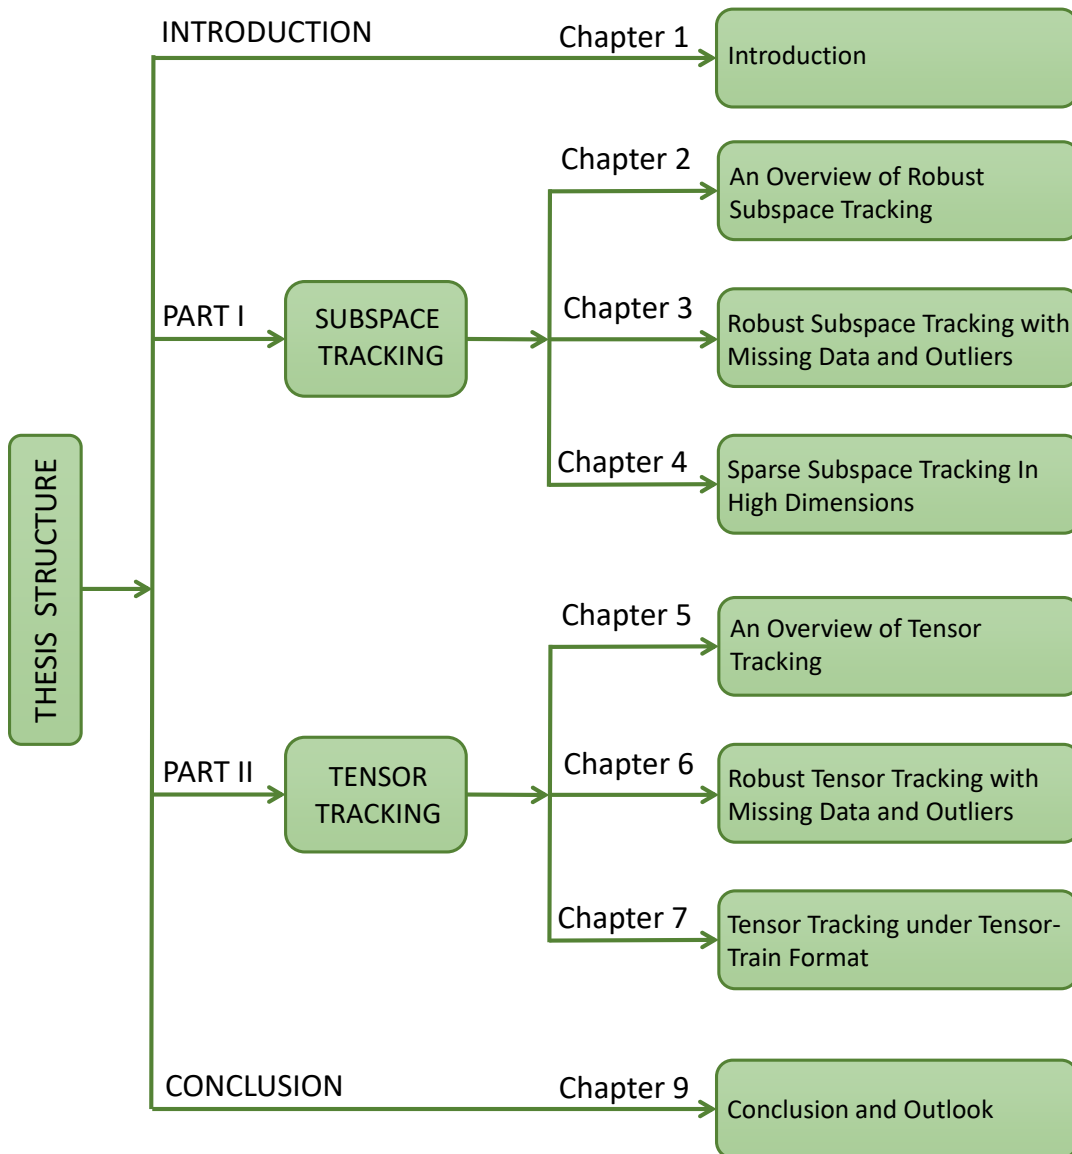 THESIS STRUCTURE
INTRODUCTION
Chapter 1
Introduction
PART I
SUBSPACE
TRACKING
Chapter 2
An Overview of Robust
Subspace Tracking
Chapter 3
Robust Subspace Tracking with
Missing Data and Outliers
Chapter 4
Sparse Subspace Tracking In
High Dimensions
PART II
TENSOR
TRACKING
Chapter 5
An Overview of Tensor
Tracking
Chapter 6
Robust Tensor Tracking with
Missing Data and Outliers
Chapter 7
Tensor Tracking under Tensor-
Train Format
CONCLUSION
Chapter 9
Conclusion and Outlook